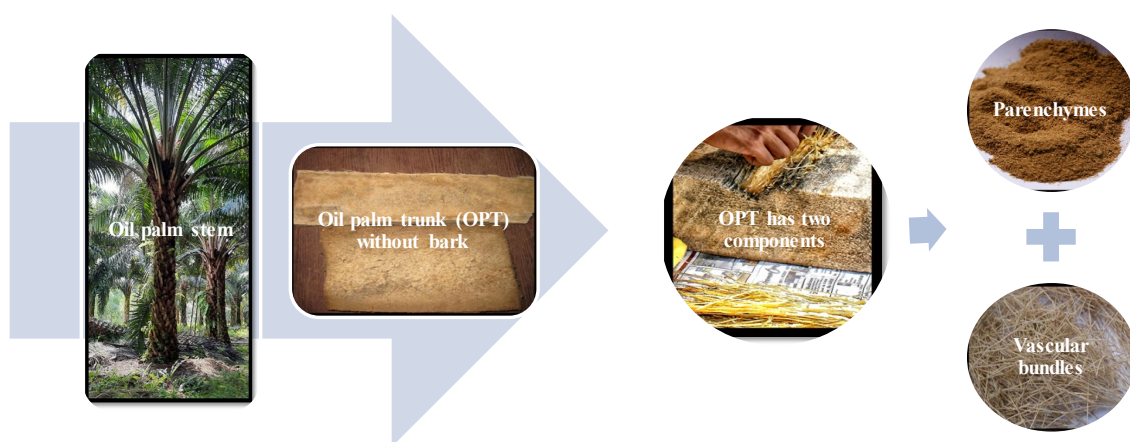 Oil palm stem
Oil palm trunk (OPT)
without bark
OPT has two
components
Parenchymes
Vascular
bundles